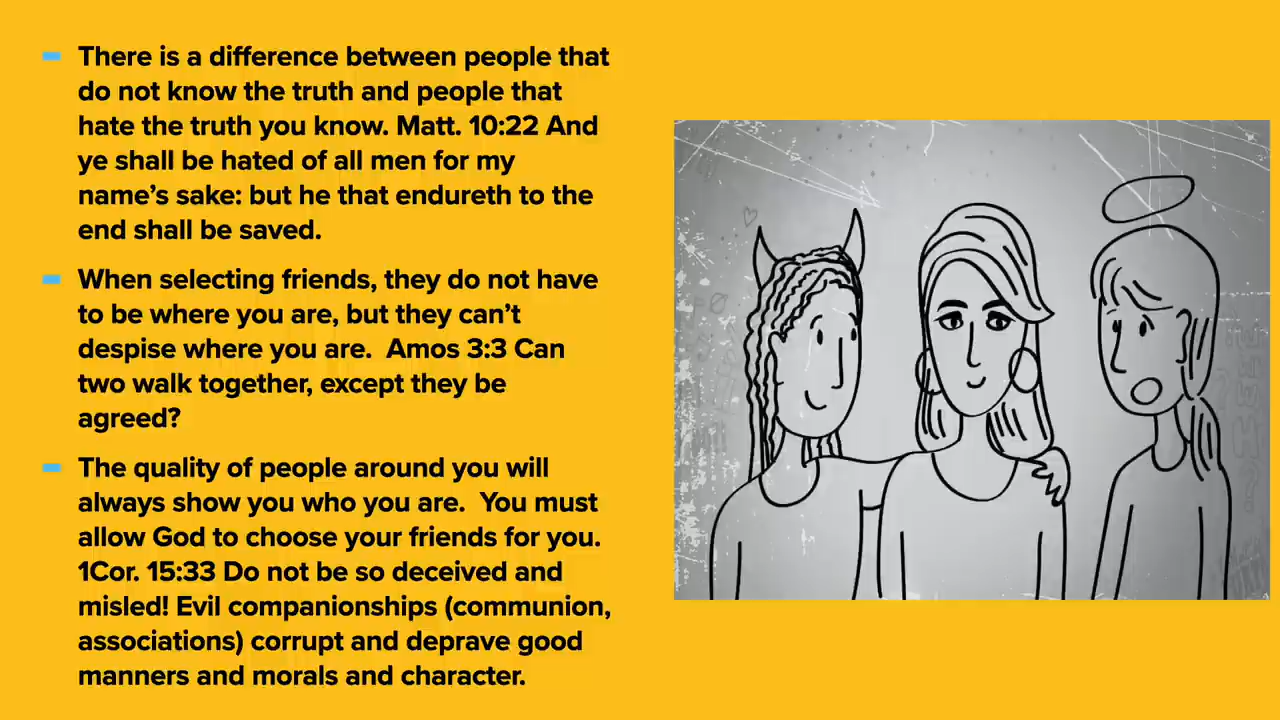 There is a difference between people that
do not know the truth and people that
hate the truth you know. Matt. 10:22 And
ye shall be hated of all men for my
name’s sake: but he that endureth to the
end shall be saved.
When selecting friends, they do not have
to be where you are, but they can’t
despise where you are.  Amos 3:3 Can
two walk together, except they be
agreed?
The quality of people around you will
always show you who you are.  You must
allow God to choose your friends for you.
1Cor. 15:33 Do not be so deceived and
misled! Evil companionships (communion,
associations) corrupt and deprave good
manners and morals and character.